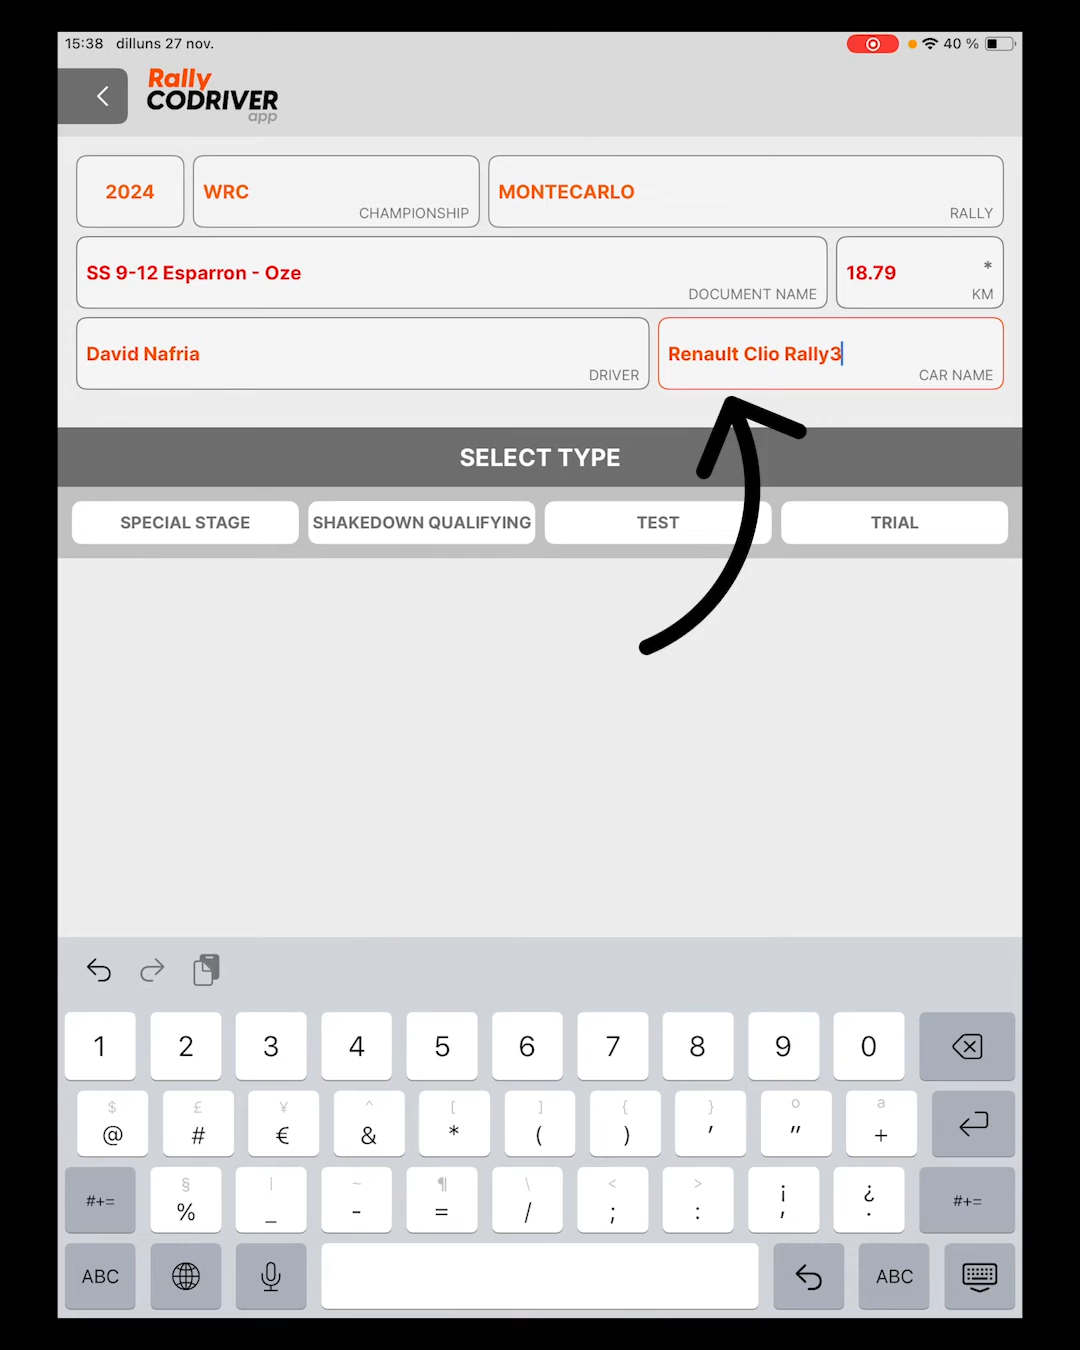 15:38 dilluns 27 nov.
40 %
Rally
CODRIVER
app
2024
WRC
CHAMPIONSHIP
MONTECARLO
RALLY
SS 9-12 Esparron - Oze
DOCUMENT NAME
18.79
*
KM
David Nafria
DRIVER
Renault Clio Rally3
CAR NAME
SELECT TYPE
SPECIAL STAGE
SHAKEDOWN QUALIFYING
TEST
TRIAL
1 2 3 4 5 6 7 8 9 0
$ £ ¥ ^ [ ] { } o a
@ # € & * ( ) ’ ” +
§ | ~ ¶ \ < > ¡ ¿
#+= % _ - = / ; : , . #+=
ABC ABC